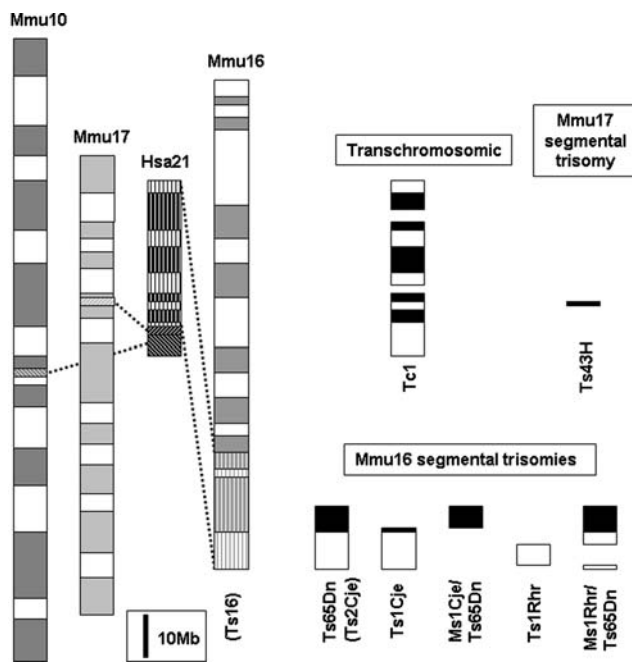 Mmu10
Mmu17
Hsa21
Mmu16
(Ts16)
10Mb
Transchromosomic
Tc1
Mmu17
segmental
trisomy
Ts43H
Mmu16 segmental trisomies
Ts65Dn
(Ts2Cje)
Ts1Cje
Ms1Cje/
Ts65Dn
Ts1Rhr
Ms1Rhr/
Ts65Dn